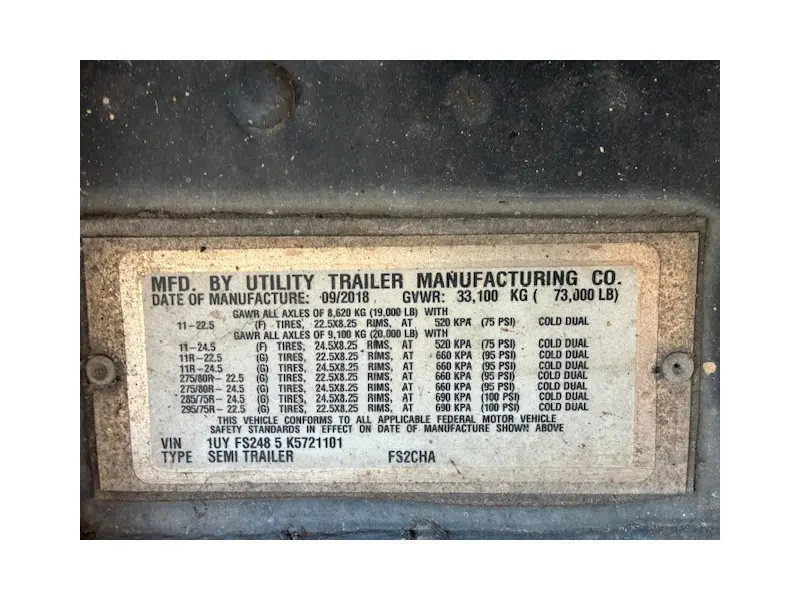 MFD. BY UTILITY TRAILER MANUFACTURING CO.
DATE OF MANUFACTURE: 09/2018 GVWR: 33,100 KG ( 73,000 LB)
GAWR ALL AXLES OF 8,620 KG (19,000 LB) WITH
11-22.5 (F) TIRES, 22.5X8.25 RIMS, AT 520 KPA (75 PSI) COLD DUAL
GAWR ALL AXLES OF 9,100 KG (20,000 LB) WITH
11-24.5 (F) TIRES, 24.5X8.25 RIMS, AT 520 KPA (75 PSI) COLD DUAL
11R-22.5 (G) TIRES, 22.5X8.25 RIMS, AT 660 KPA (95 PSI) COLD DUAL
11R-24.5 (G) TIRES, 24.5X8.25 RIMS, AT 660 KPA (95 PSI) COLD DUAL
275/80R-22.5 (G) TIRES, 22.5X8.25 RIMS, AT 660 KPA (95 PSI) COLD DUAL
275/80R-24.5 (G) TIRES, 24.5X8.25 RIMS, AT 660 KPA (95 PSI) COLD DUAL
285/75R-24.5 (G) TIRES, 24.5X8.25 RIMS, AT 690 KPA (100 PSI) COLD DUAL
295/75R-22.5 (G) TIRES, 22.5X8.25 RIMS, AT 690 KPA (100 PSI) COLD DUAL
THIS VEHICLE CONFORMS TO ALL APPLICABLE FEDERAL MOTOR VEHICLE
SAFETY STANDARDS IN EFFECT ON DATE OF MANUFACTURE SHOWN ABOVE
VIN 1UY FS248 5 K5721101
TYPE SEMI TRAILER FS2CHA